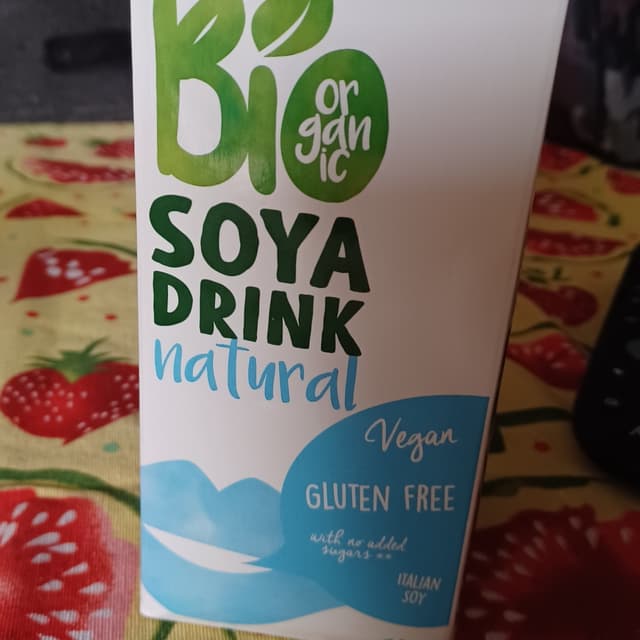 Bio
or
gan
ic
SOYA
DRINK
natural
Vegan
GLUTEN FREE
with no added
sugars **
ITALIAN
SOY